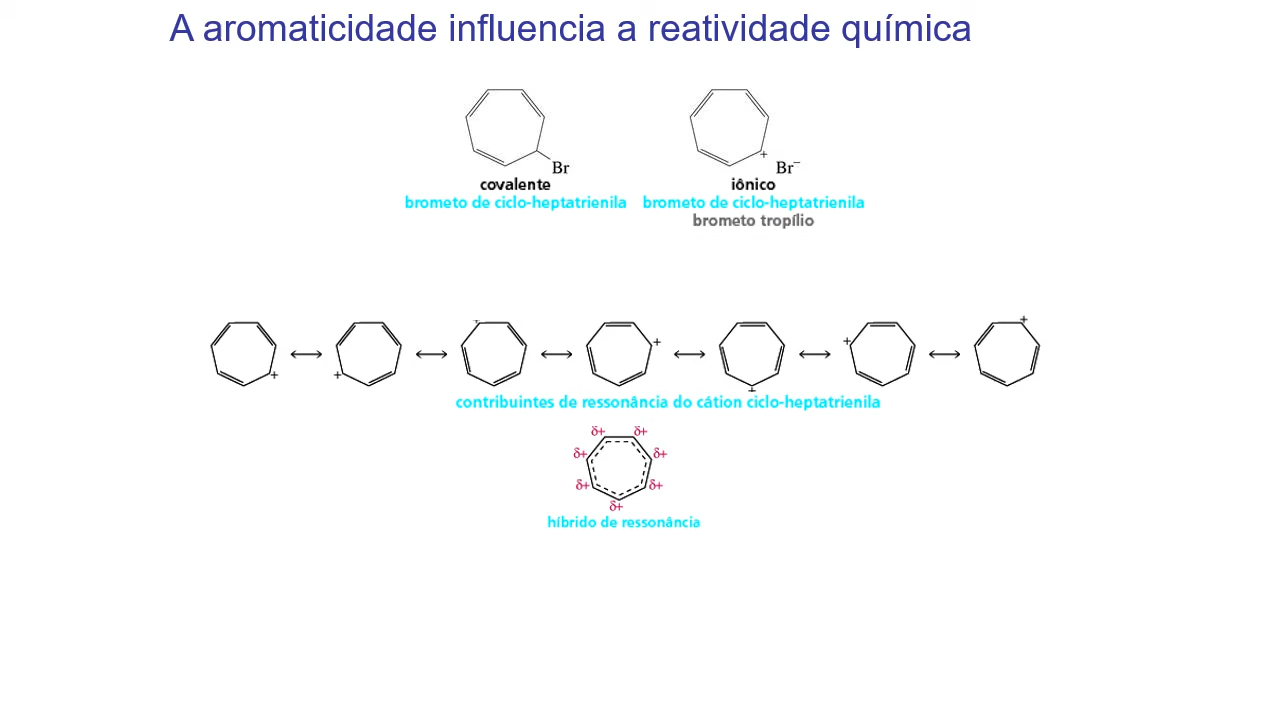 A aromaticidade influencia a reatividade química
Br
Br⁻
+
covalente
iônico
brometo de ciclo-heptatrienila
brometo de ciclo-heptatrienila
brometo tropílio
+
+
+
+
+
+
+
contribuintes de ressonância do cátion ciclo-heptatrienila
δ+ δ+
δ+ δ+
δ+ δ+
δ+
híbrido de ressonância